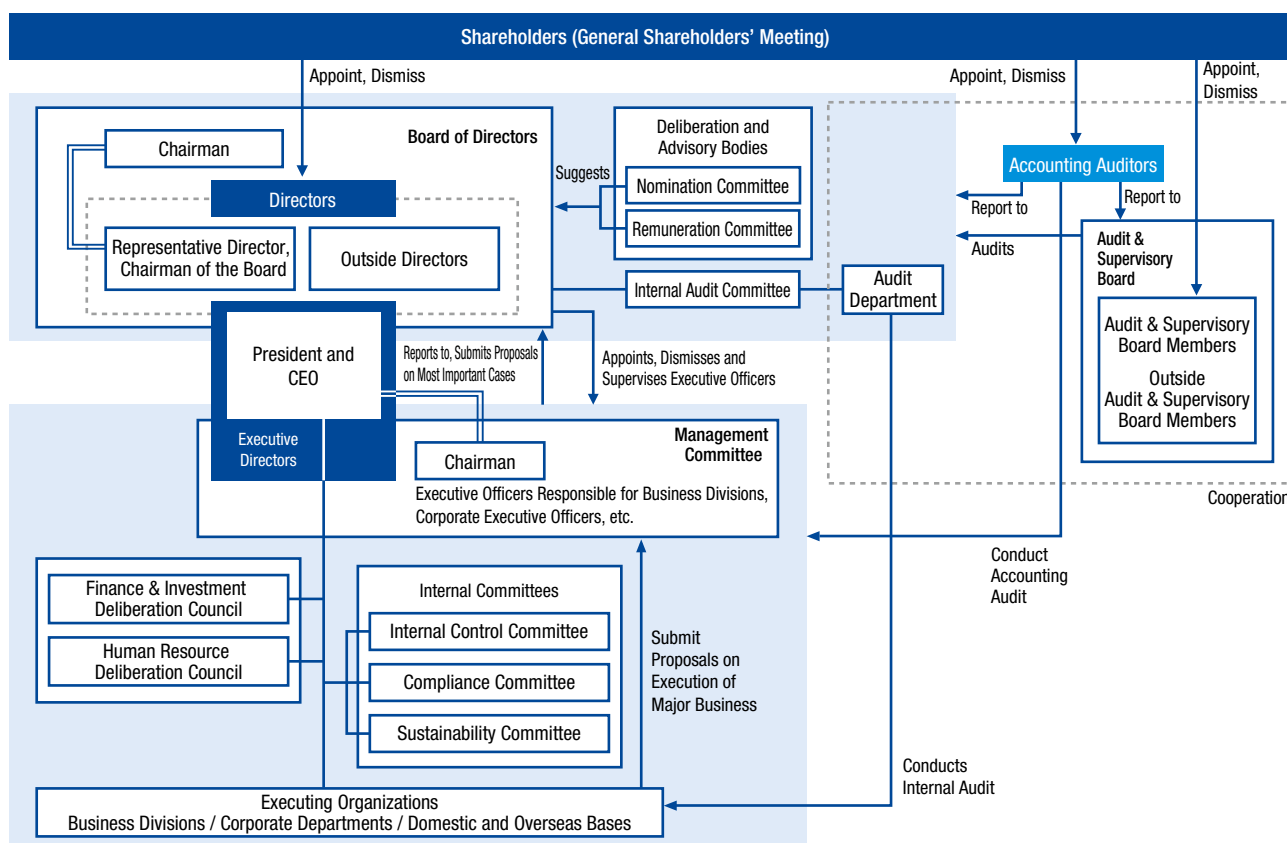 Shareholders (General Shareholders' Meeting)
Appoint, Dismiss
Appoint, Dismiss
Appoint,
Dismiss
Board of Directors
Chairman
Directors
Representative Director,
Chairman of the Board
Outside Directors
Deliberation and
Advisory Bodies
Suggests
Nomination Committee
Remuneration Committee
Internal Audit Committee
Audit
Department
Accounting Auditors
Report to
Report to
Audits
Audit &
Supervisory
Board
Audit & Supervisory
Board Members
Outside
Audit & Supervisory
Board Members
Cooperation
President and
CEO
Reports to, Submits Proposals
on Most Important Cases
Appoints, Dismisses and
Supervises Executive Officers
Executive
Directors
Management
Committee
Chairman
Executive Officers Responsible for Business Divisions,
Corporate Executive Officers, etc.
Conduct
Accounting
Audit
Finance & Investment
Deliberation Council
Human Resource
Deliberation Council
Internal Committees
Internal Control Committee
Compliance Committee
Sustainability Committee
Submit
Proposals on
Execution of
Major Business
Conducts
Internal Audit
Executing Organizations
Business Divisions / Corporate Departments / Domestic and Overseas Bases